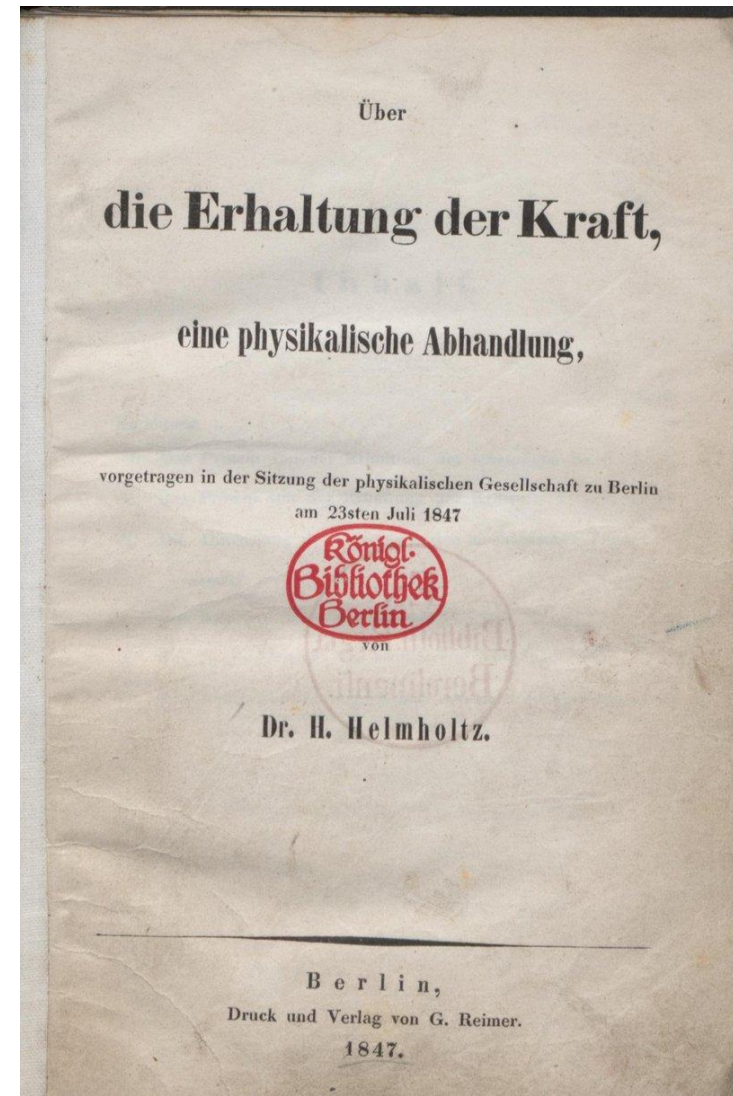 Über
die Erhaltung der Kraft,
eine physikalische Abhandlung,
vorgetragen in der Sitzung der physikalischen Gesellschaft zu Berlin
am 23sten Juli 1847
Königl.
Bibliothek
Berlin
von
Dr. H. Helmholtz.
Berlin,
Druck und Verlag von G. Reimer.
1847.